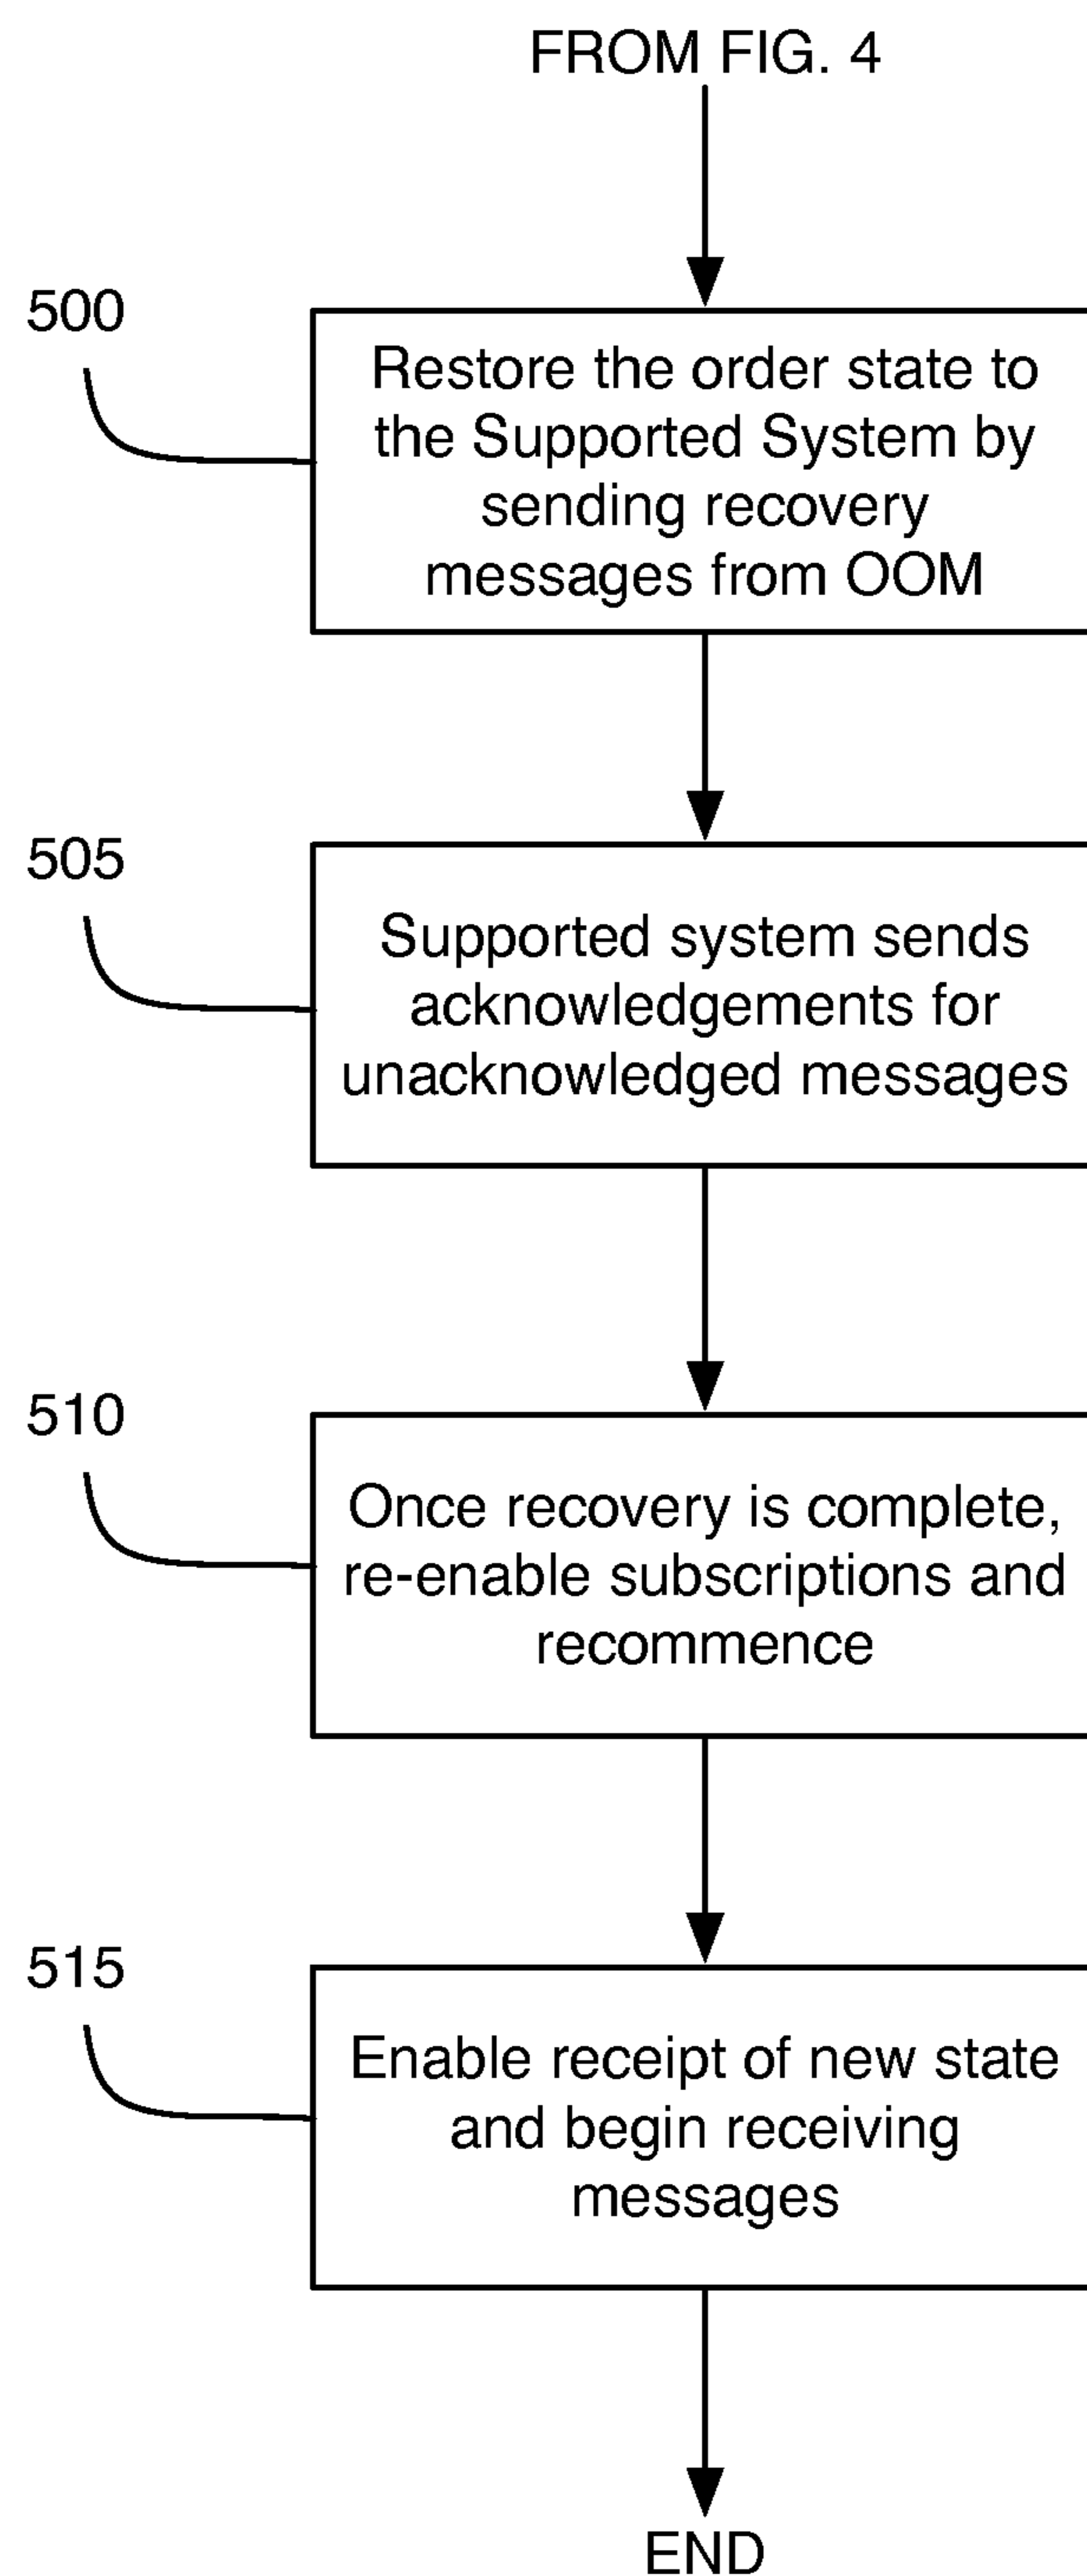 FROM FIG. 4
500
Restore the order state to
the Supported System by
sending recovery
messages from OOM
505
Supported system sends
acknowledgements for
unacknowledged messages
510
Once recovery is complete,
re-enable subscriptions and
recommence
515
Enable receipt of new state
and begin receiving
messages
END